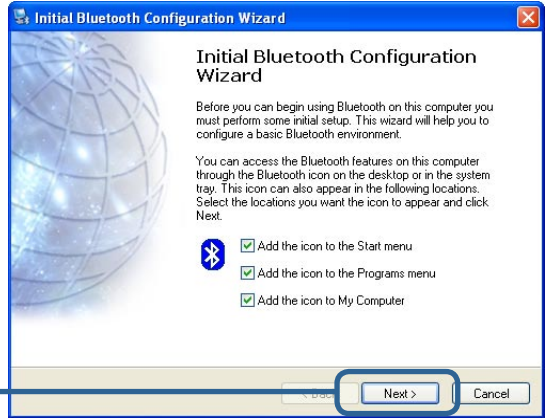 Initial Bluetooth Configuration Wizard
Initial Bluetooth Configuration
Wizard
Before you can begin using Bluetooth on this computer you
must perform some initial setup. This wizard will help you to
configure a basic Bluetooth environment.
You can access the Bluetooth features on this computer
through the Bluetooth icon on the desktop or in the system
tray. This icon can also appear in the following locations.
Select the locations you want the icon to appear and click
Next.
Add the icon to the Start menu
Add the icon to the Programs menu
Add the icon to My Computer
Next >
Cancel